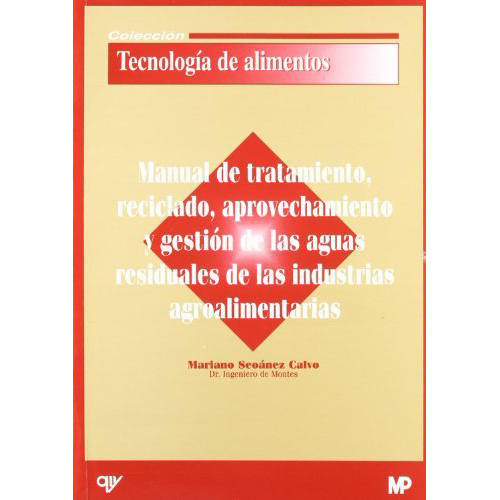 Colección
Tecnología de alimentos
Manual de tratamiento,
reciclado, aprovechamiento
y gestión de las aguas
residuales de las industrias
agroalimentarias
Mariano Seoánez Calvo
Dr. Ingeniero de Montes
MP